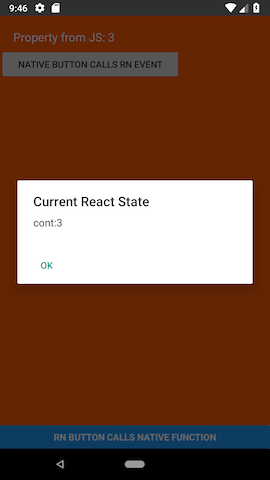 9:46
Property from JS: 3
NATIVE BUTTON CALLS RN EVENT
Current React State
cont:3
OK
RN BUTTON CALLS NATIVE FUNCTION